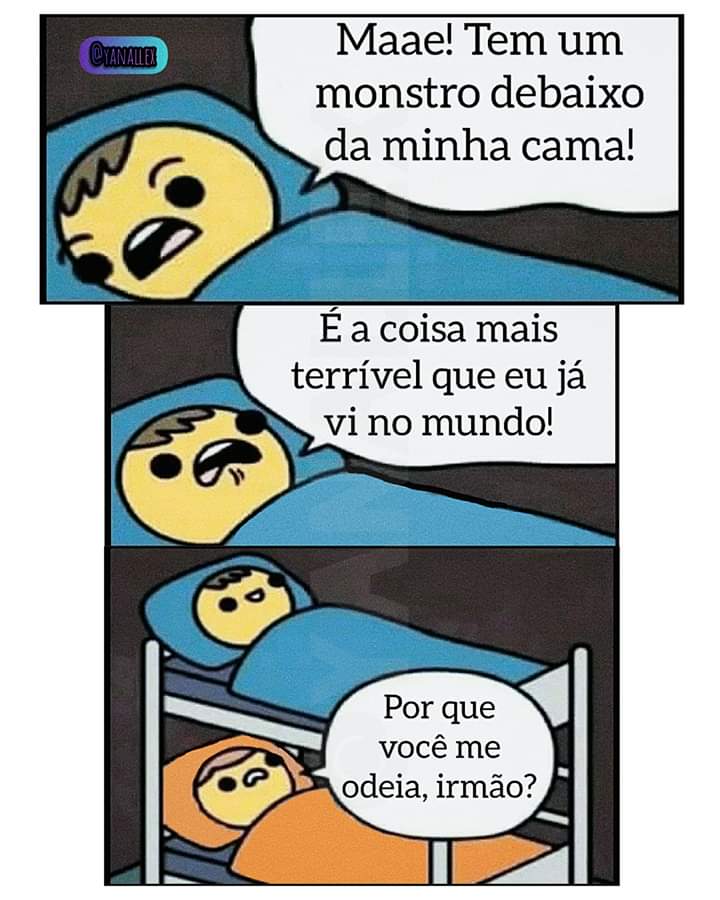 @YANALLEX
Maae! Tem um
monstro debaixo
da minha cama!
É a coisa mais
terrível que eu já
vi no mundo!
Por que
você me
odeia, irmão?